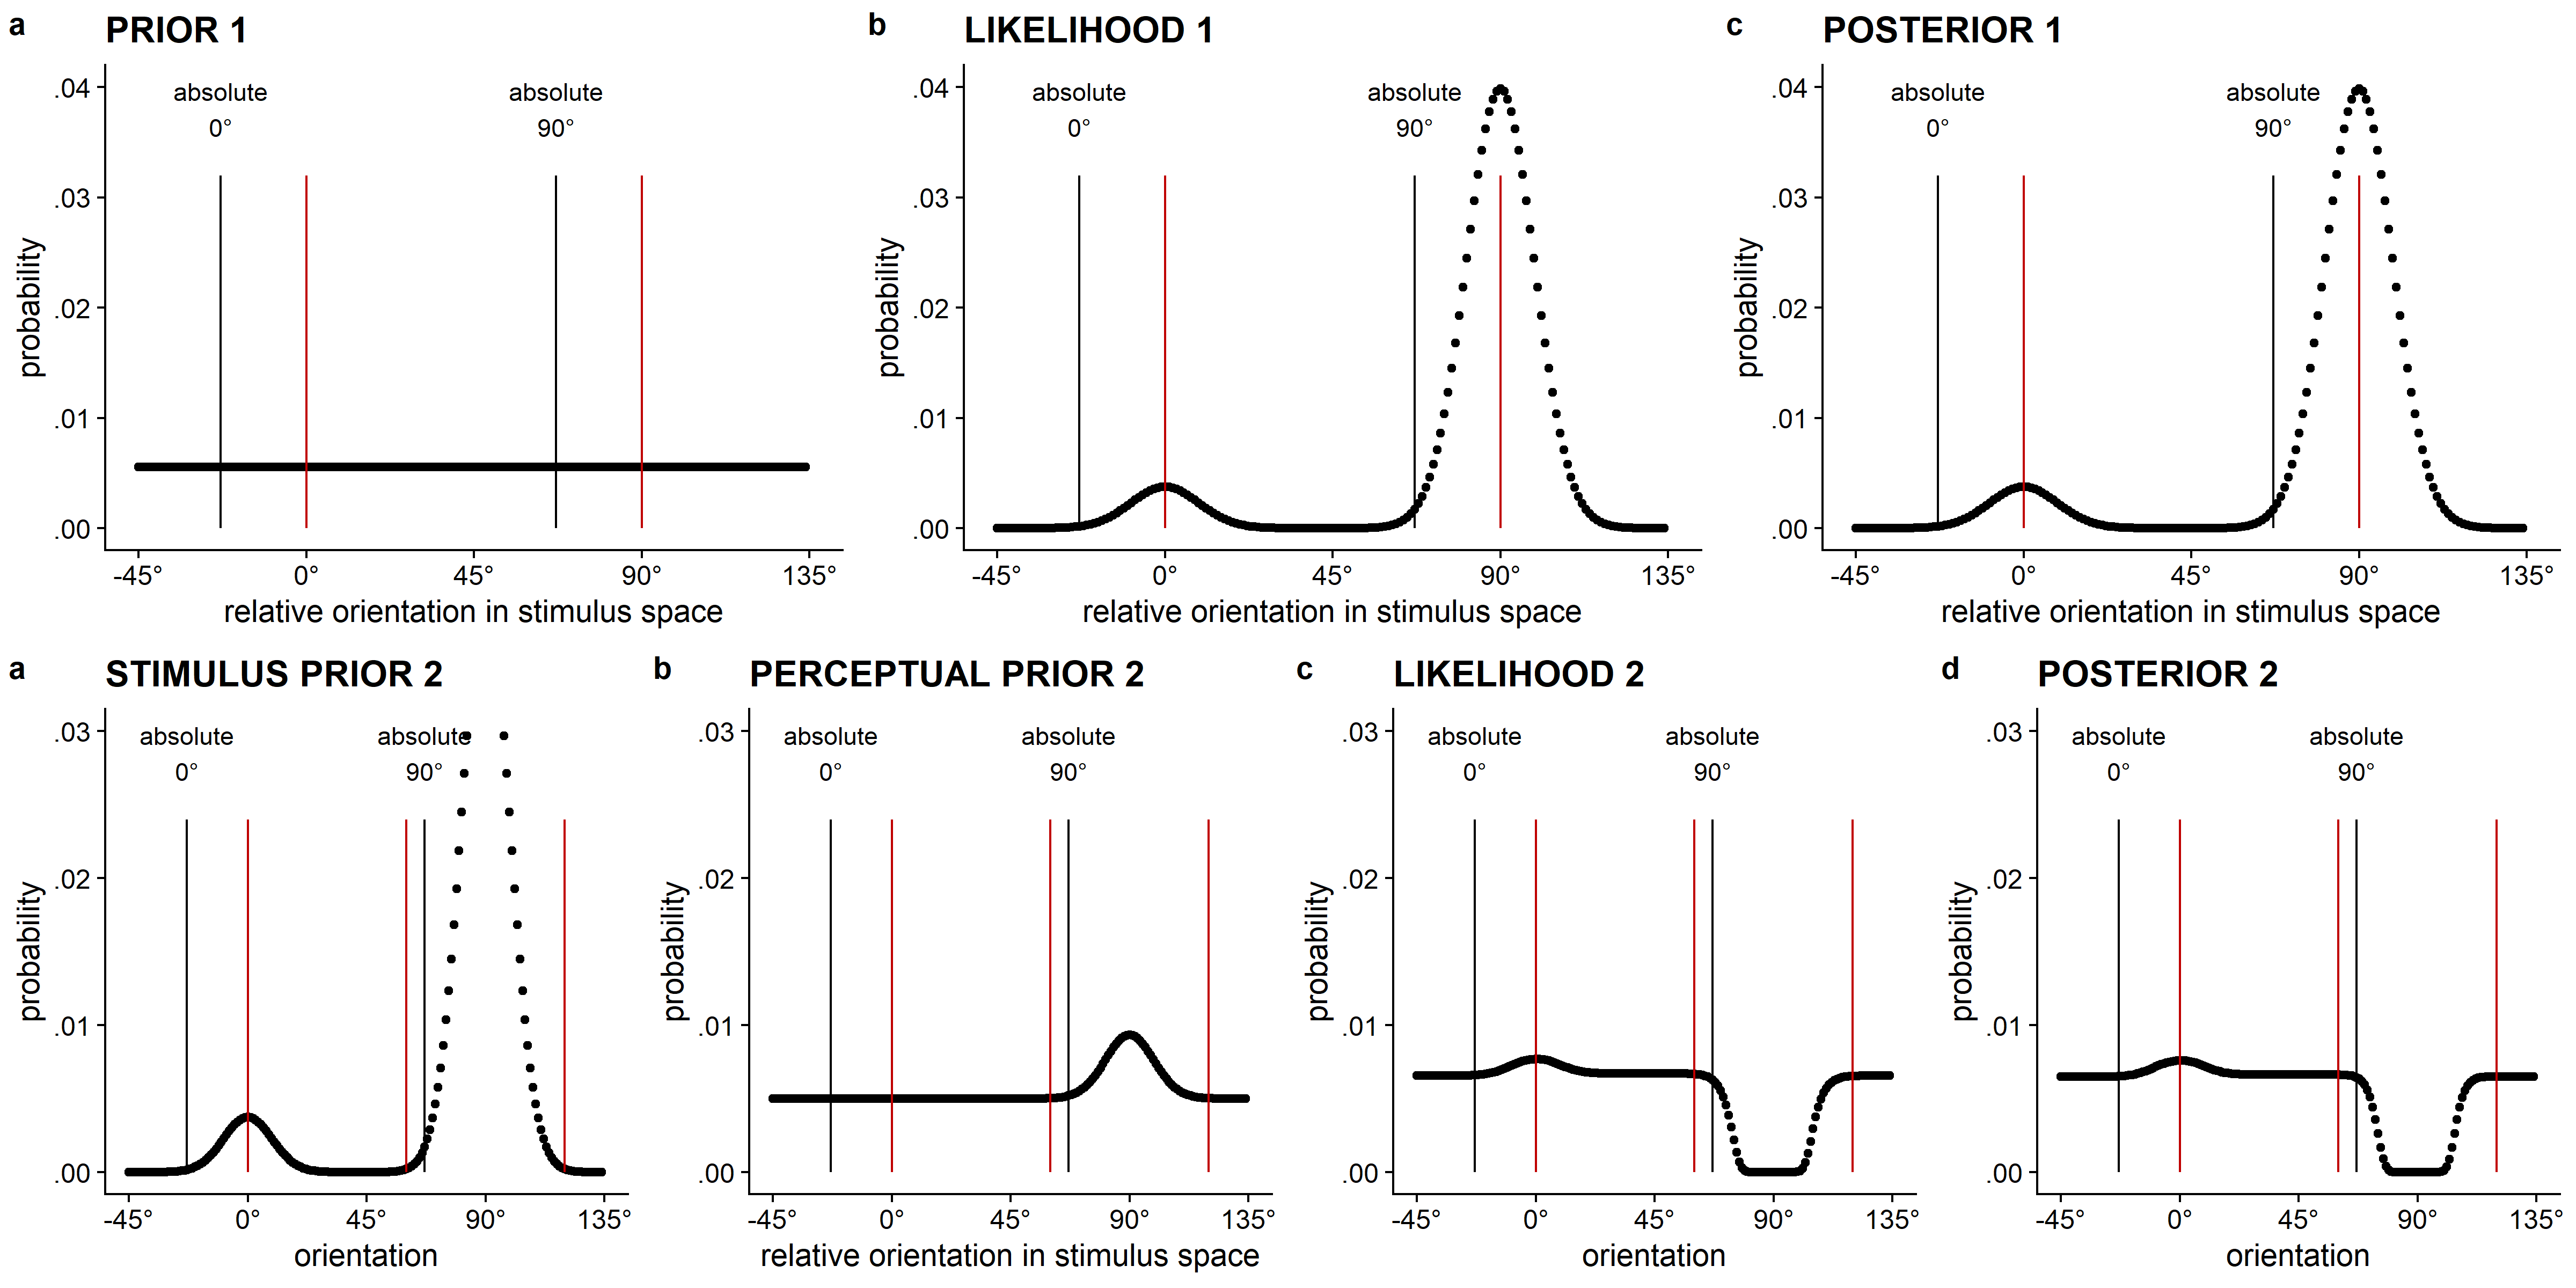 a PRIOR 1
.04
.03
.02
.01
.00
probability
absolute
0°
absolute
90°
-45° 0° 45° 90° 135°
relative orientation in stimulus space
b LIKELIHOOD 1
.04
.03
.02
.01
.00
probability
absolute
0°
absolute
90°
-45° 0° 45° 90° 135°
relative orientation in stimulus space
c POSTERIOR 1
.04
.03
.02
.01
.00
probability
absolute
0°
absolute
90°
-45° 0° 45° 90° 135°
relative orientation in stimulus space
a STIMULUS PRIOR 2
.03
.02
.01
.00
probability
absolute
0°
absolute
90°
-45° 0° 45° 90° 135°
orientation
b PERCEPTUAL PRIOR 2
.03
.02
.01
.00
probability
absolute
0°
absolute
90°
-45° 0° 45° 90° 135°
relative orientation in stimulus space
c LIKELIHOOD 2
.03
.02
.01
.00
probability
absolute
0°
absolute
90°
-45° 0° 45° 90° 135°
orientation
d POSTERIOR 2
.03
.02
.01
.00
probability
absolute
0°
absolute
90°
-45° 0° 45° 90° 135°
orientation